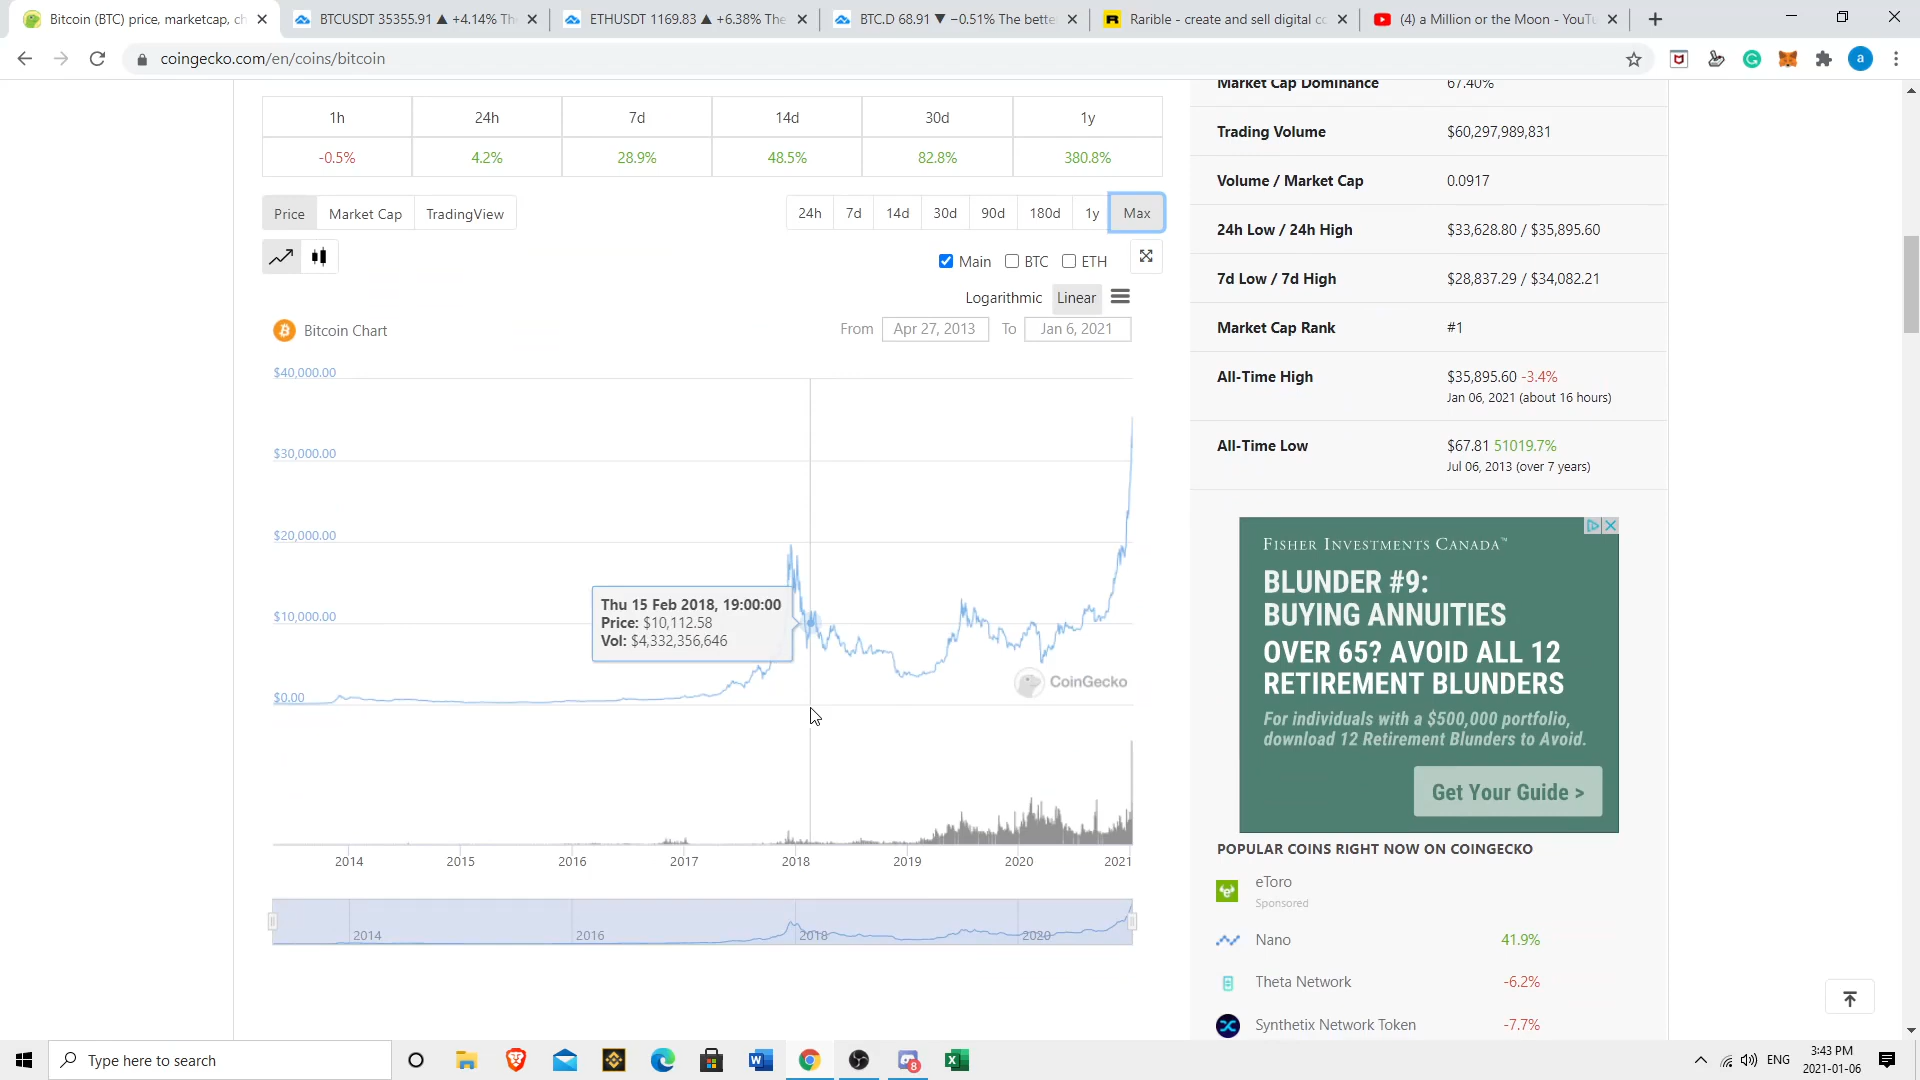 Bitcoin (BTC) price, marketcap, ch
BTCUSDT 35355.91 ▲ +4.14% Th
ETHUSDT 1169.83 ▲ +6.38% The
BTC.D 68.91 ▼ −0.51% The bette
Rarible - create and sell digital co
(4) a Million or the Moon - YouTu
coingecko.com/en/coins/bitcoin
a
1h 24h 7d 14d 30d 1y
-0.5% 4.2% 28.9% 48.5% 82.8% 380.8%
Price Market Cap TradingView
24h 7d 14d 30d 90d 180d 1y Max
Main BTC ETH
Logarithmic Linear
Bitcoin Chart
From Apr 27, 2013 To Jan 6, 2021
$40,000.00
$30,000.00
$20,000.00
$10,000.00
$0.00
Thu 15 Feb 2018, 19:00:00
Price: $10,112.58
Vol: $4,332,356,646
CoinGecko
2014 2015 2016 2017 2018 2019 2020 2021
2014 2016 2018 2020
Market Cap Dominance 67.40%
Trading Volume $60,297,989,831
Volume / Market Cap 0.0917
24h Low / 24h High $33,628.80 / $35,895.60
7d Low / 7d High $28,837.29 / $34,082.21
Market Cap Rank #1
All-Time High $35,895.60 -3.4%
Jan 06, 2021 (about 16 hours)
All-Time Low $67.81 51019.7%
Jul 06, 2013 (over 7 years)
FISHER INVESTMENTS CANADA™
BLUNDER #9:
BUYING ANNUITIES
OVER 65? AVOID ALL 12
RETIREMENT BLUNDERS
For individuals with a $500,000 portfolio,
download 12 Retirement Blunders to Avoid.
Get Your Guide >
POPULAR COINS RIGHT NOW ON COINGECKO
eToro
Sponsored
Nano 41.9%
Theta Network -6.2%
Synthetix Network Token -7.7%
Type here to search
8
ENG
3:43 PM
2021-01-06